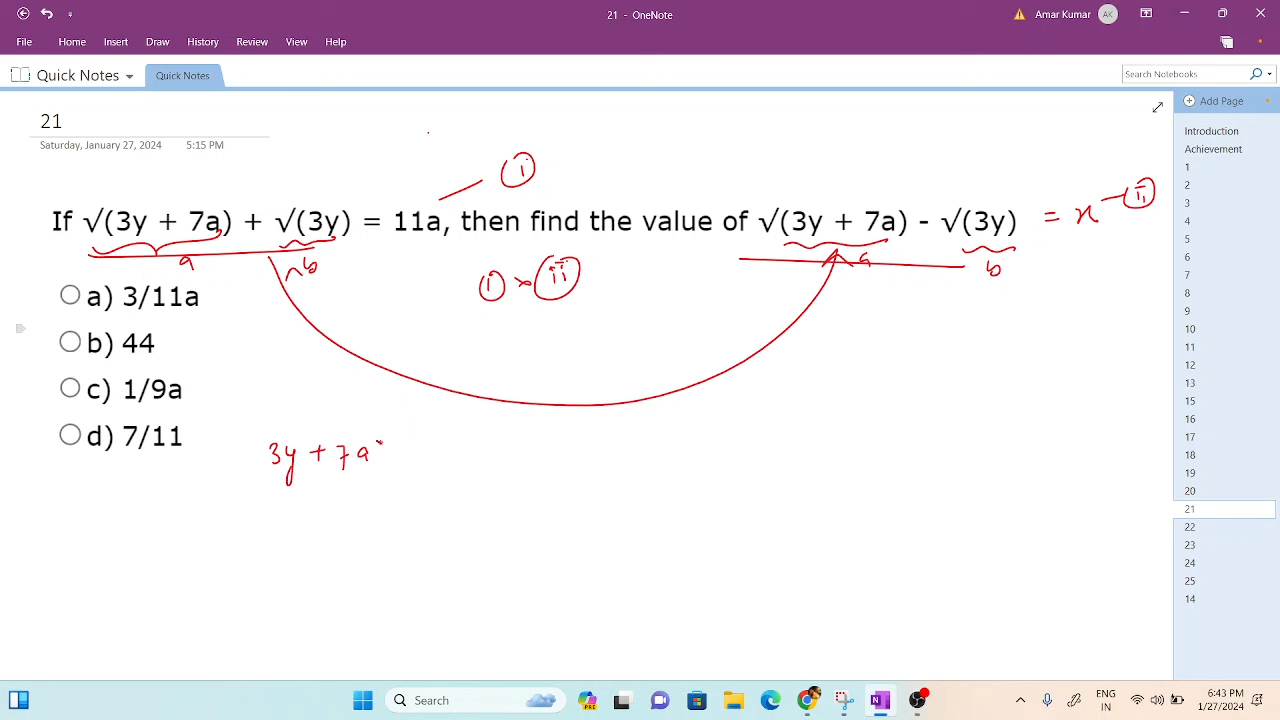 21 - OneNote
Amar Kumar AK
File Home Insert Draw History Review View Help
Quick Notes Quick Notes
Search Notebooks
Add Page
21
Saturday, January 27, 2024 5:15 PM
i
If √(3y + 7a) + √(3y) = 11a, then find the value of √(3y + 7a) - √(3y) = x ii
a b a b
i × ii
a) 3/11a
b) 44
c) 1/9a
d) 7/11
3y + 7a
Introduction
Achievement
1
2
3
4
5
6
7
8
9
10
11
12
13
15
16
17
18
19
20
21
22
23
24
25
14
Search
PRE
ENG
IN
6:43 PM
1/27/2024